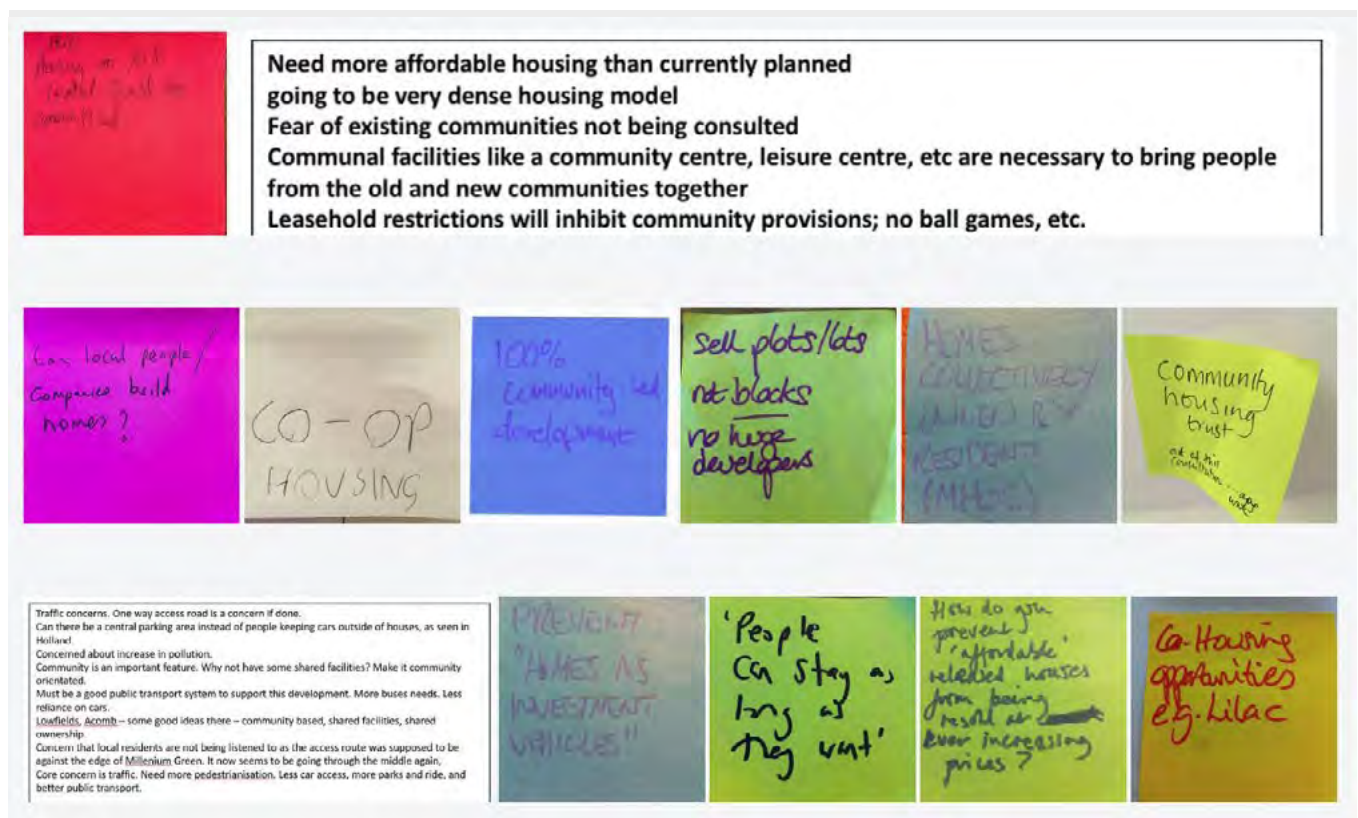 Need more affordable housing than currently planned
going to be very dense housing model
Fear of existing communities not being consulted
Communal facilities like a community centre, leisure centre, etc are necessary to bring people
from the old and new communities together
Leasehold restrictions will inhibit community provisions; no ball games, etc.
Can local people/
Companies build
homes?
CO-OP
HOUSING
100%
Community led
development
Sell plots/lots
not blocks
no huge
developers
HOMES
COLLECTIVELY
OWNED BY
RESIDENT
(MHOS)
Community
housing
trust
out of this
consultation...
Traffic concerns. One way access road is a concern if done.
Can there be a central parking area instead of people keeping cars outside of houses, as seen in
Holland.
Concerned about increase in pollution.
Community is an important feature. Why not have some shared facilities? Make it community
orientated.
Must be a good public transport system to support this development. More buses needs. Less
reliance on cars.
Lowfields, Acomb – some good ideas there – community based, shared facilities, shared
ownership.
Concern that local residents are not being listened to as the access route was supposed to be
against the edge of Millenium Green. It now seems to be going through the middle again,
Core concern is traffic. Need more pedestrianisation. Less car access, more parks and ride, and
better public transport.
PREVENT
"HOMES AS
INVESTMENT
VEHICLES"
'People
can stay as
long as
they want'
How do you
prevent
'affordable'
released houses
from being
resold at
ever increasing
prices?
Co-Housing
opportunities
e.g. Lilac